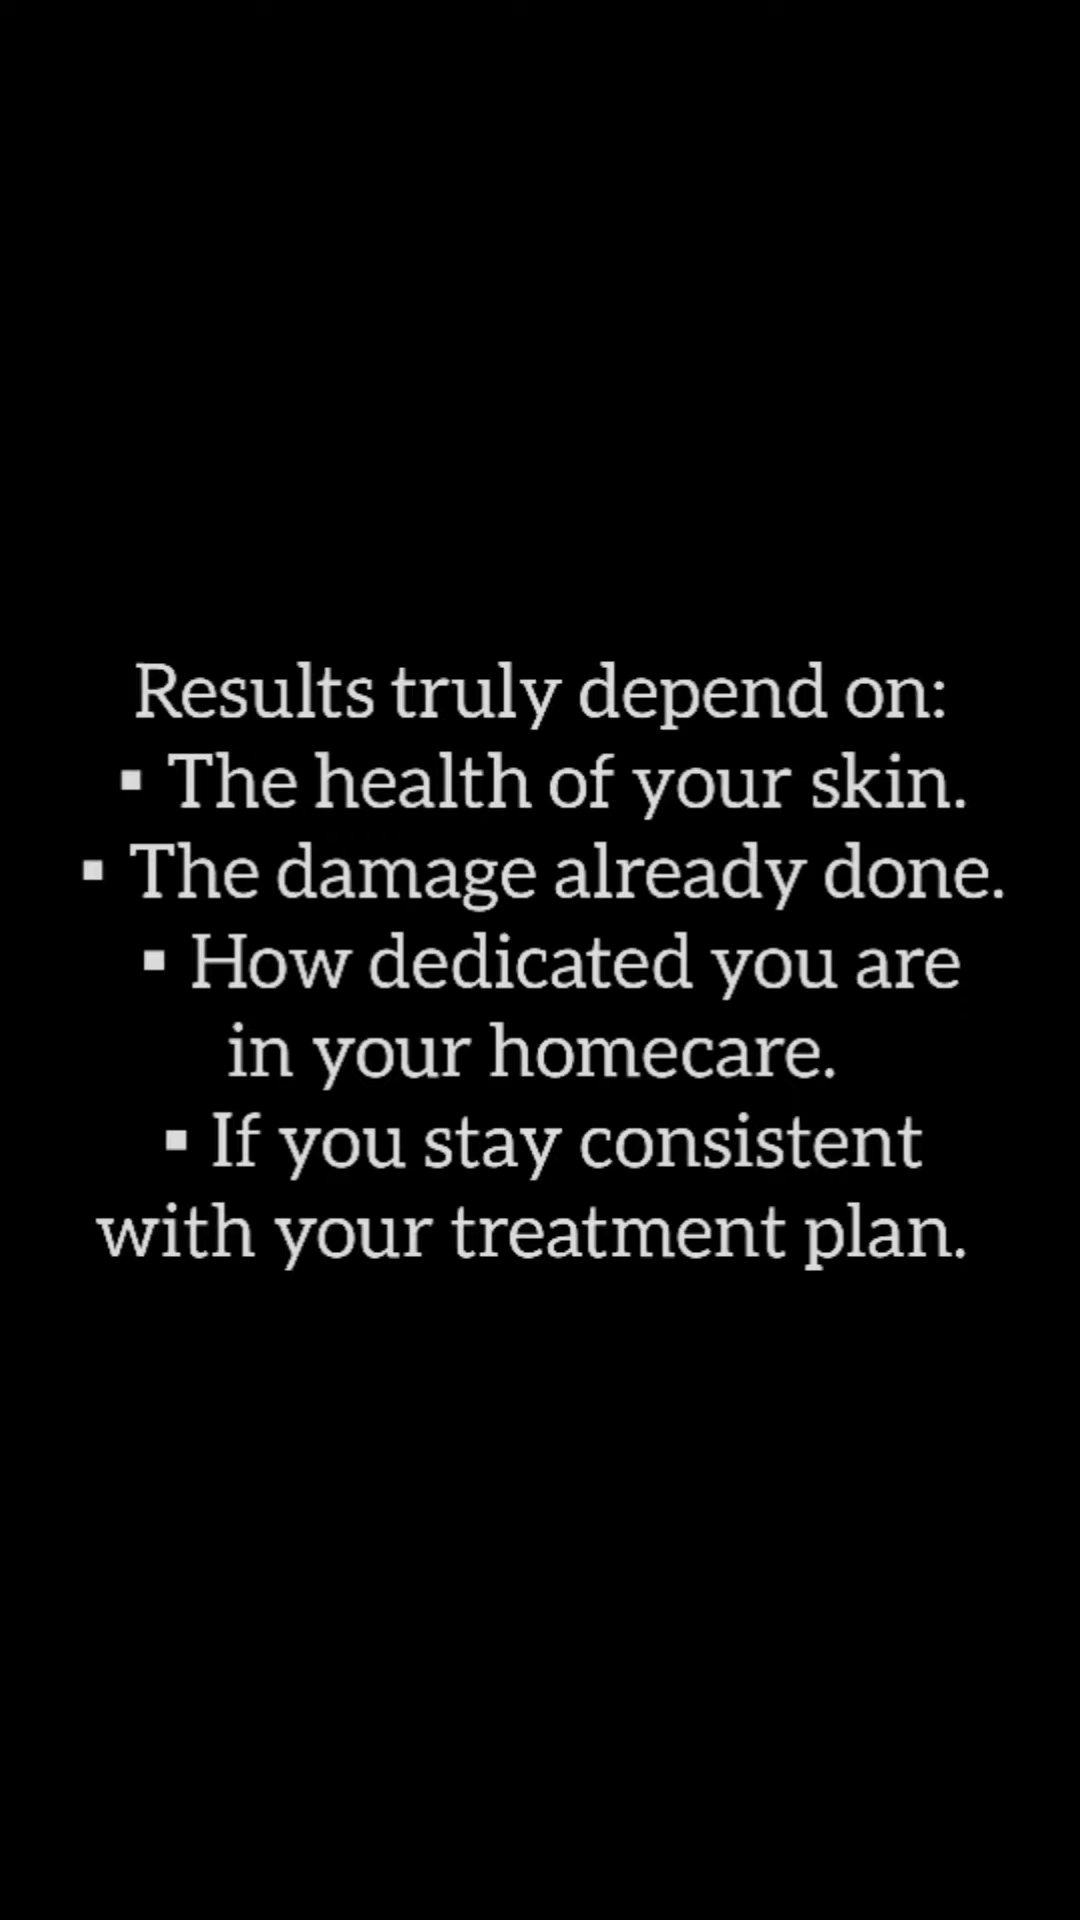 Results truly depend on:
▪ The health of your skin.
▪ The damage already done.
▪ How dedicated you are
in your homecare.
▪ If you stay consistent
with your treatment plan.